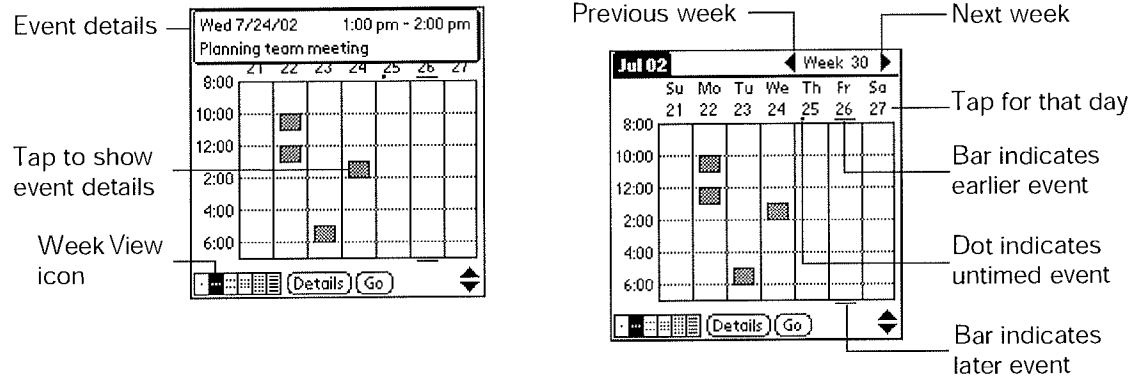 Event details
Wed 7/24/02 1:00 pm - 2:00 pm
Planning team meeting
21 22 23 24 25 26 27
8:00
10:00
12:00
2:00
4:00
6:00
Tap to show
event details
Week View
icon
Details Go
Previous week
Next week
Jul 02 Week 30
Su Mo Tu We Th Fr Sa
21 22 23 24 25 26 27
Tap for that day
8:00
10:00
12:00
2:00
4:00
6:00
Bar indicates
earlier event
Dot indicates
untimed event
Details Go
Bar indicates
later event